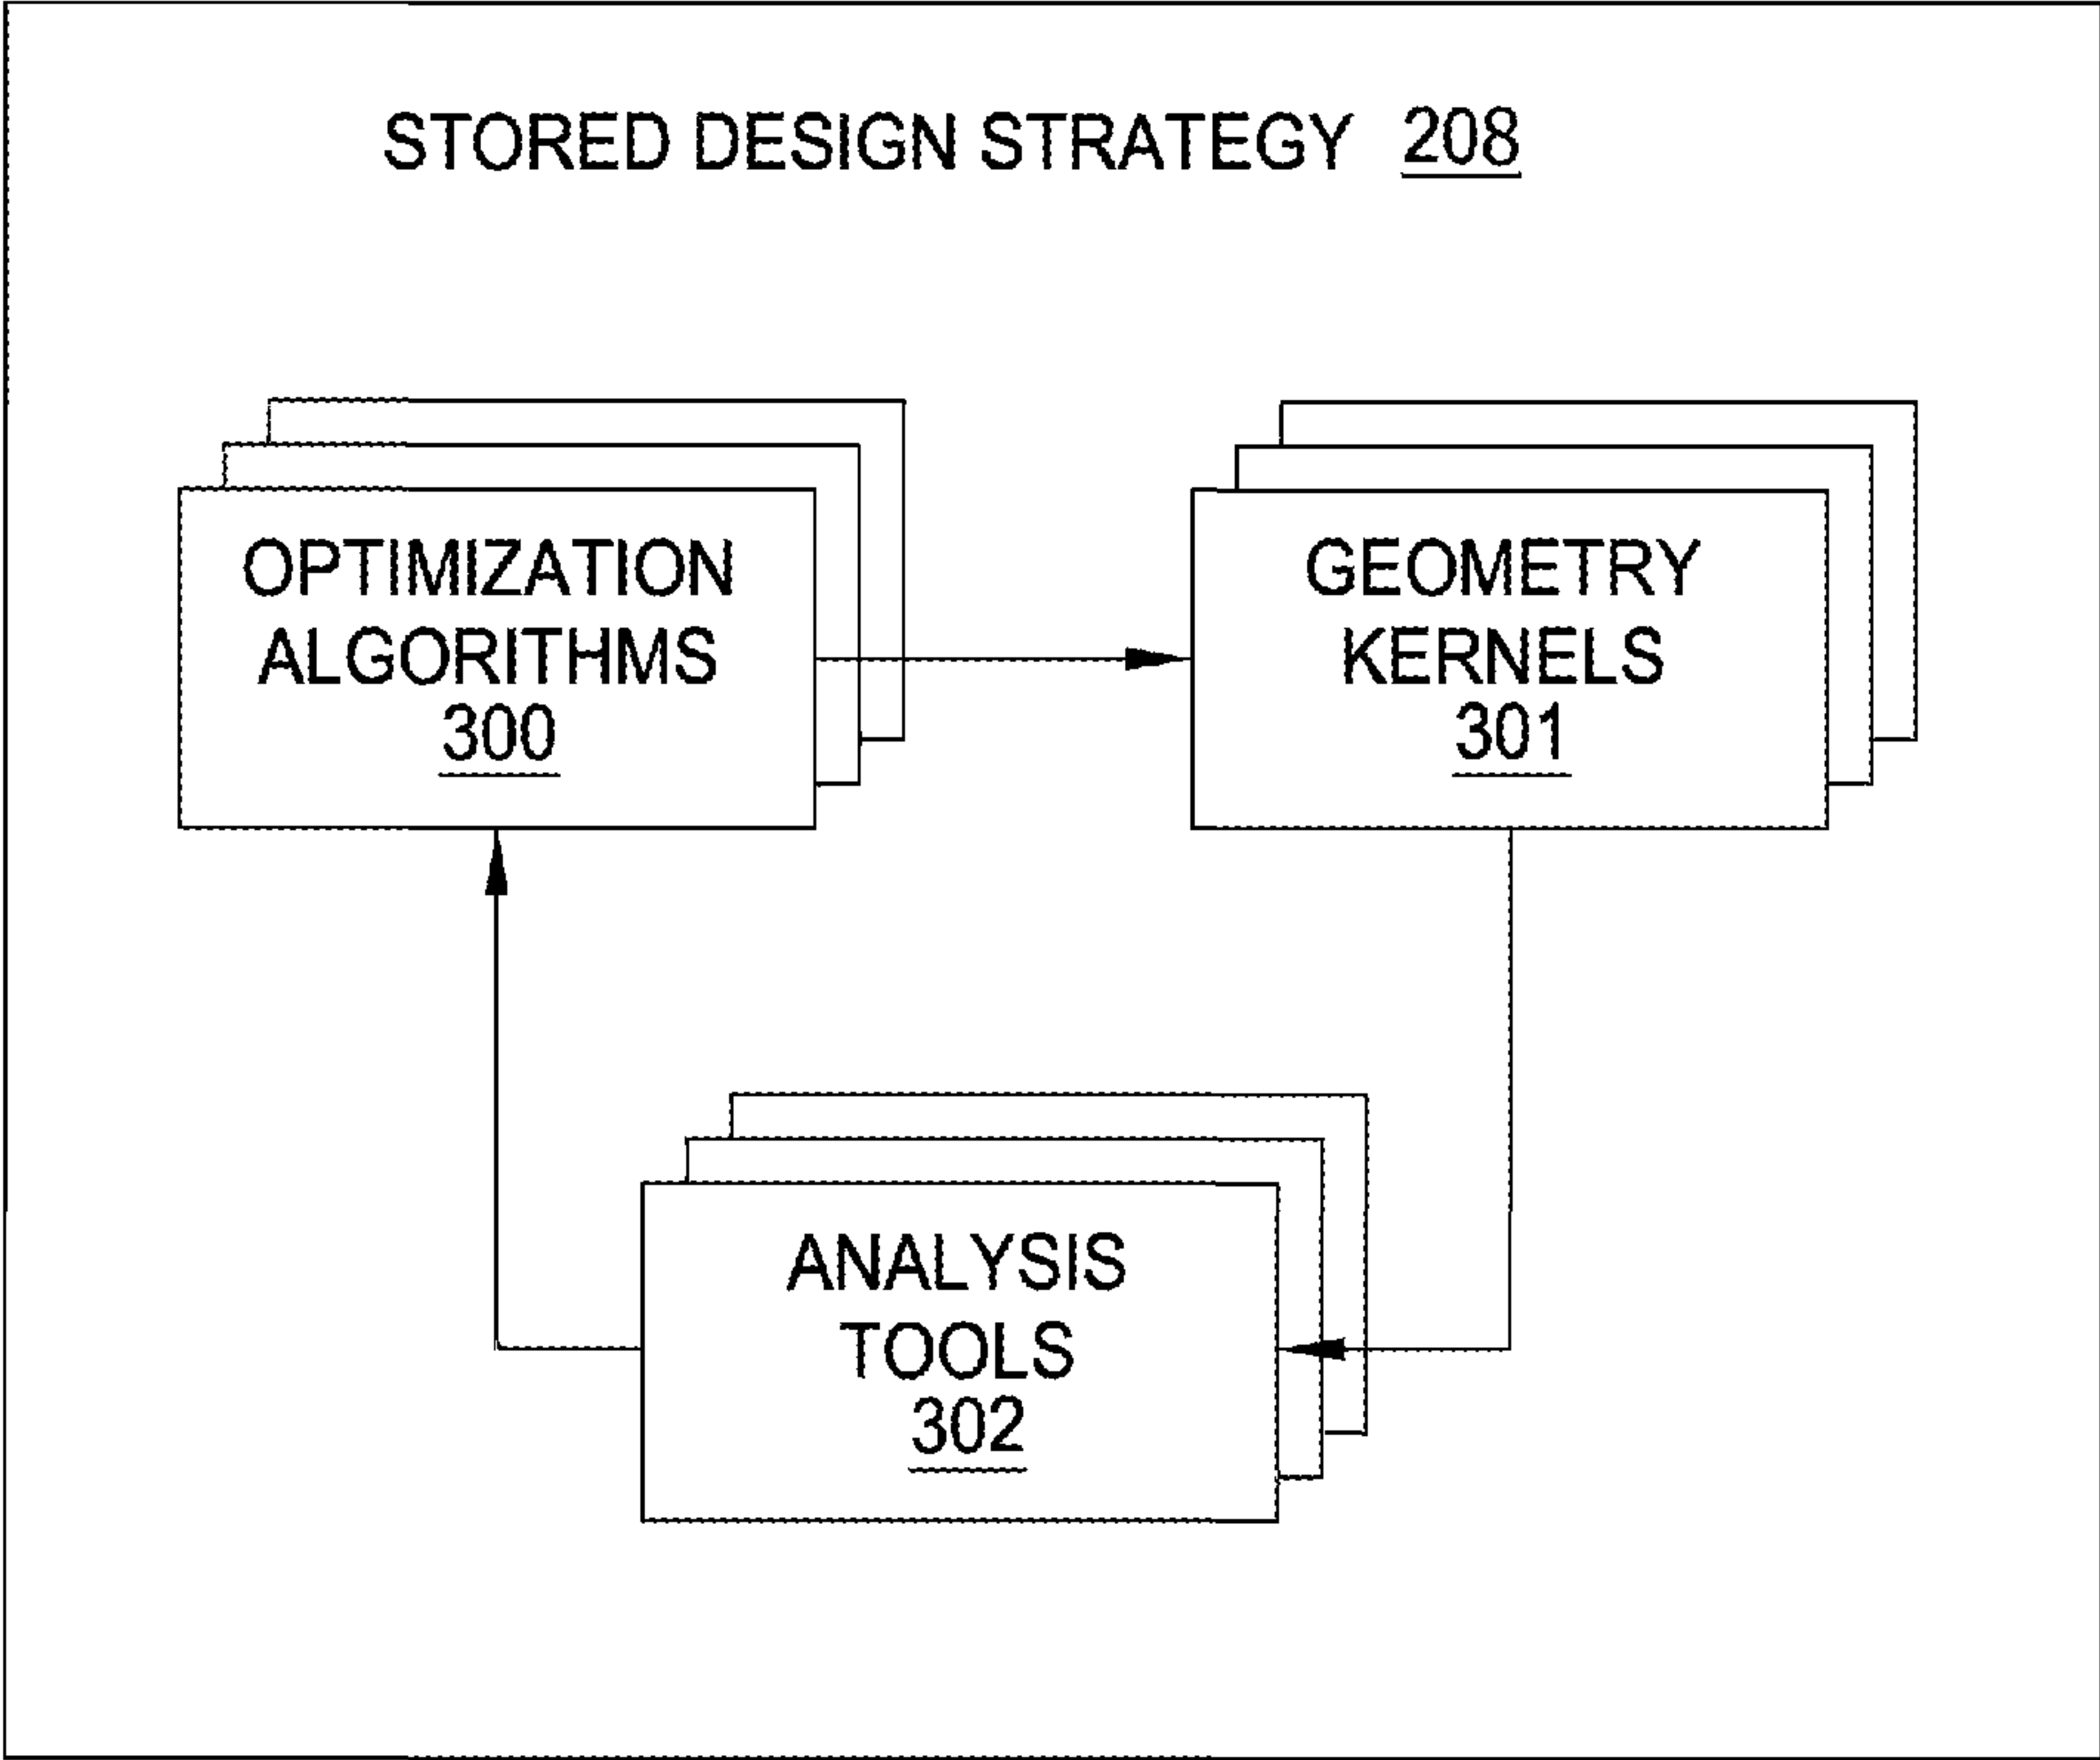 STORED DESIGN STRATEGY 208
OPTIMIZATION
ALGORITHMS
300
GEOMETRY
KERNELS
301
ANALYSIS
TOOLS
302